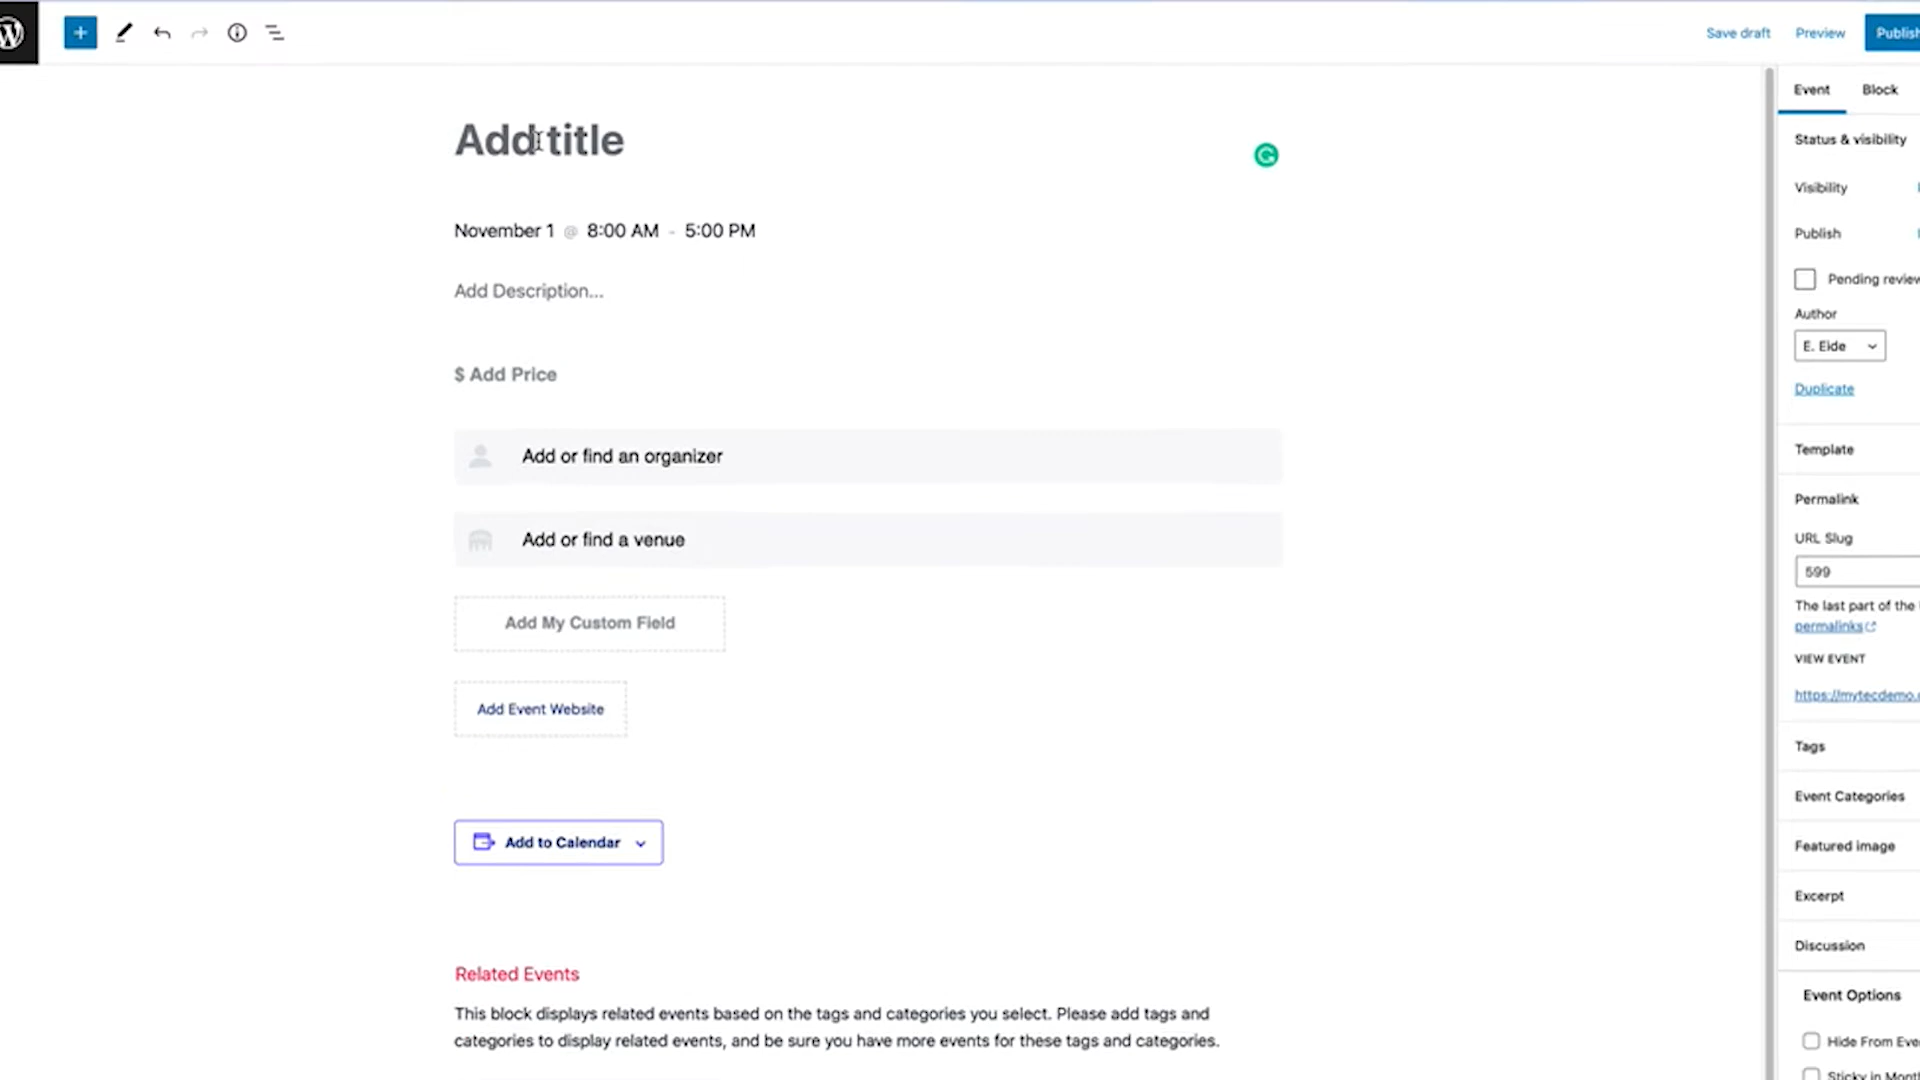 Save draft
Preview
Publish
Event
Block
Add title
Status & visibility
November 1 @ 8:00 AM - 5:00 PM
Visibility
Publish
Add Description...
Pending review
Author
E. Eide
$ Add Price
Duplicate
Add or find an organizer
Template
Permalink
Add or find a venue
URL Slug
599
The last part of the
permalinks
Add My Custom Field
VIEW EVENT
https://mytecdemo.
Add Event Website
Tags
Event Categories
Add to Calendar
Featured image
Excerpt
Discussion
Related Events
Event Options
This block displays related events based on the tags and categories you select. Please add tags and
categories to display related events, and be sure you have more events for these tags and categories.
Hide From Eve
Sticky in Month